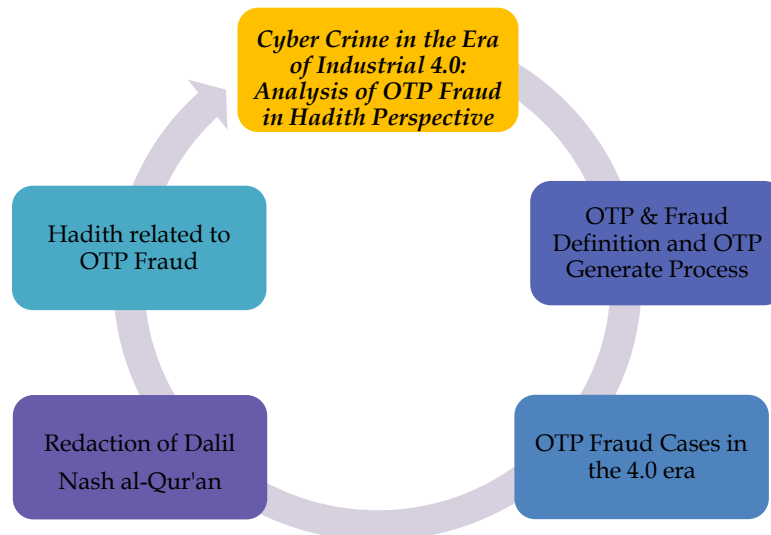 Cyber Crime in the Era
of Industrial 4.0:
Analysis of OTP Fraud
in Hadith Perspective
OTP & Fraud
Definition and OTP
Generate Process
OTP Fraud Cases in
the 4.0 era
Redaction of Dalil
Nash al-Qur'an
Hadith related to
OTP Fraud